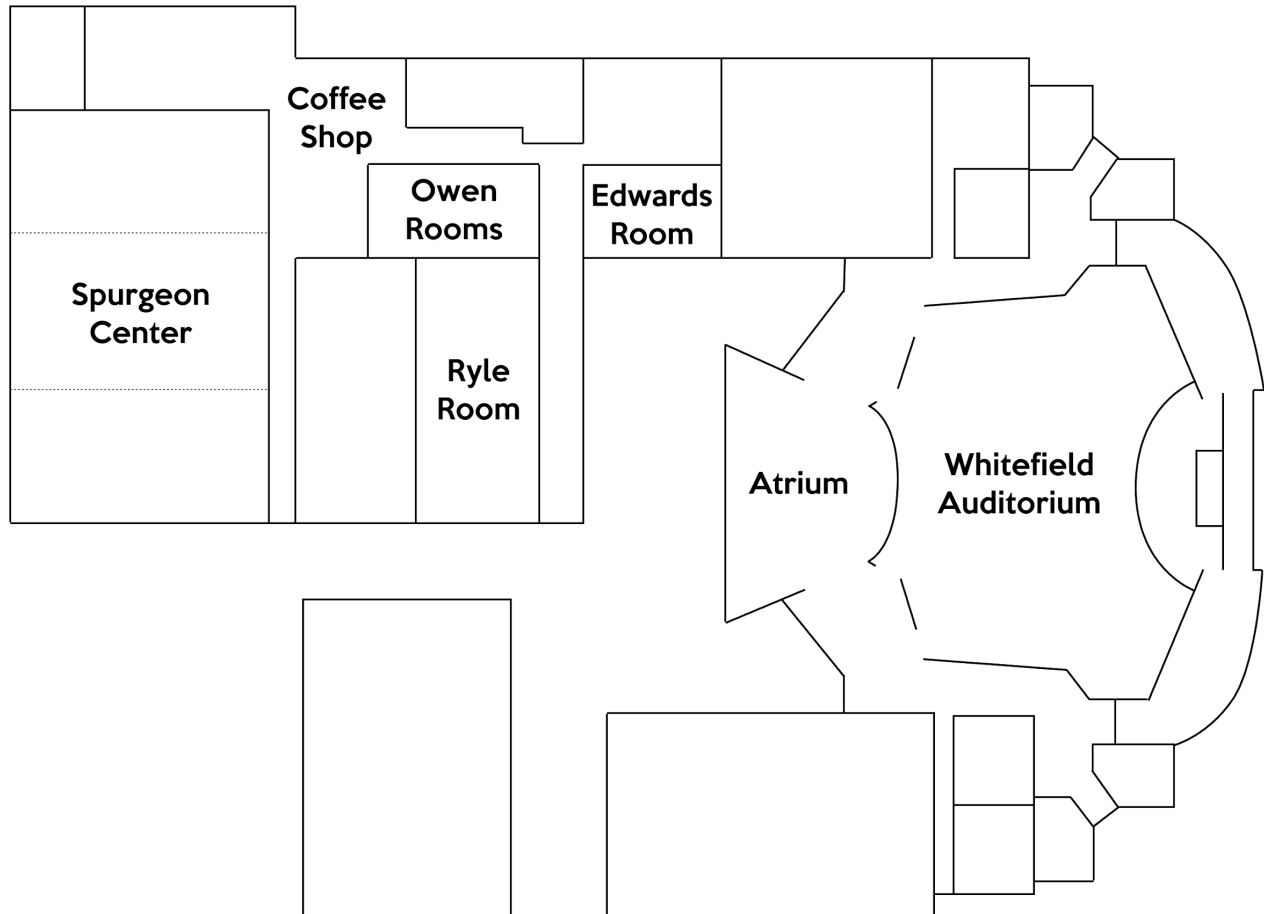 Coffee
Shop
Owen
Rooms
Edwards
Room
Spurgeon
Center
Ryle
Room
Atrium
Whitefield
Auditorium